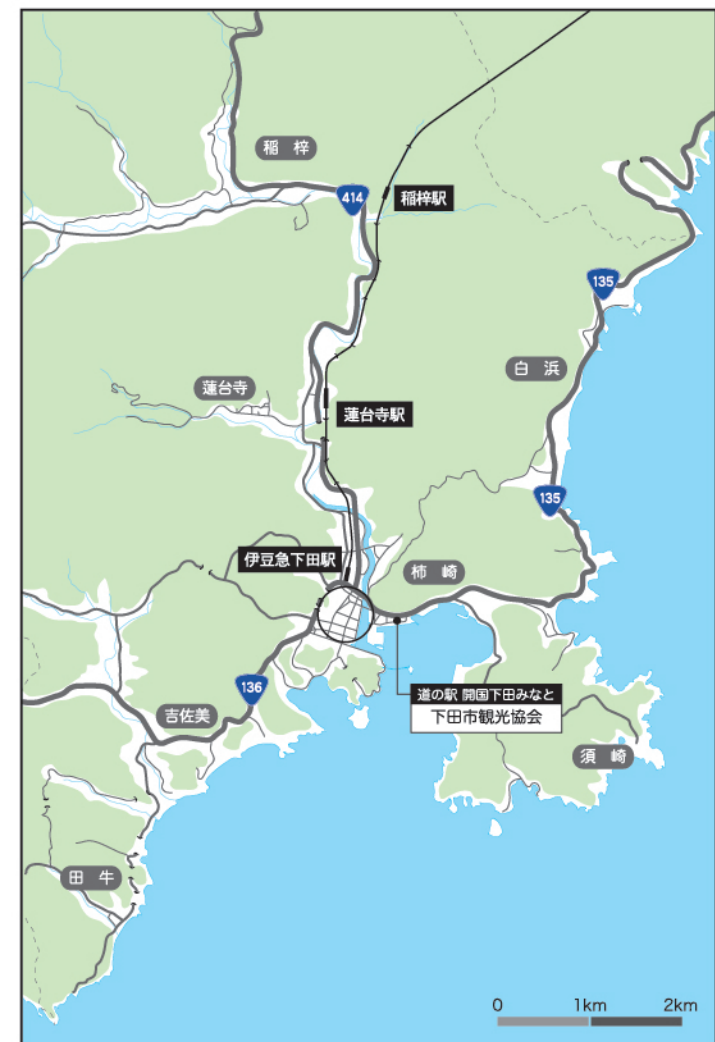 稲 梓
414
稲梓駅
135
白 浜
蓮台寺
蓮台寺駅
135
伊豆急下田駅
柿 崎
136
吉佐美
道の駅 開国下田みなと
下田市観光協会
須 崎
田 牛
0 1km 2km